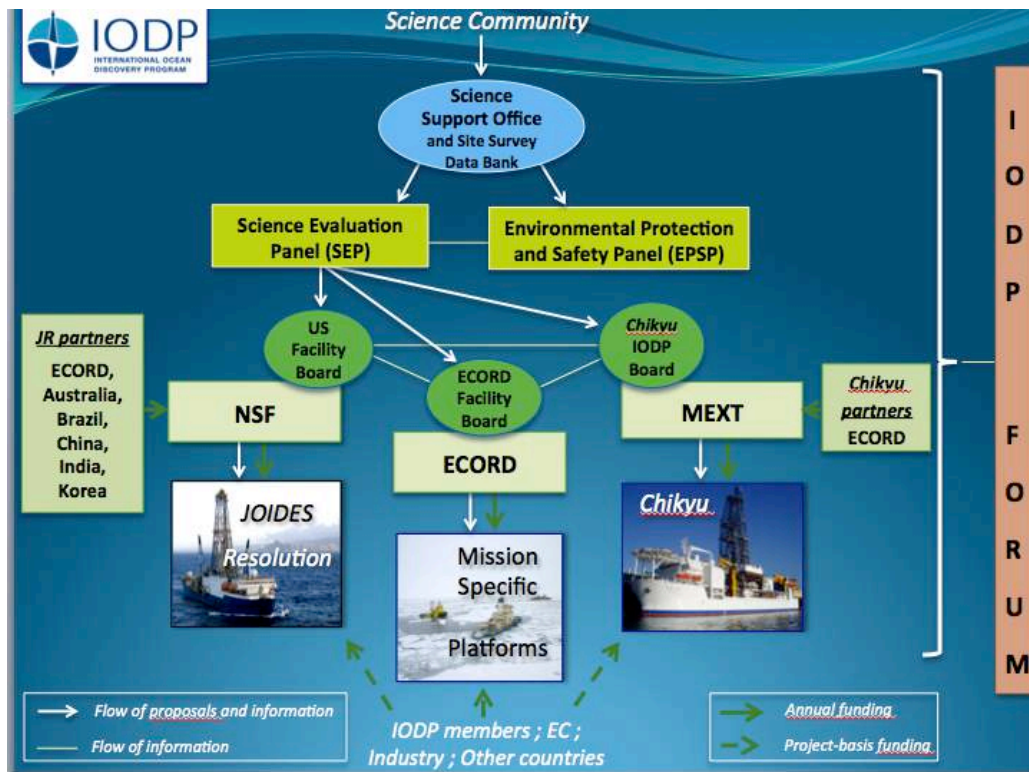 Science Community
IODP
INTERNATIONAL OCEAN
DISCOVERY PROGRAM
Science
Support Office
and Site Survey
Data Bank
Science Evaluation
Panel (SEP)
Environmental Protection
and Safety Panel (EPSP)
US
Facility
Board
ECORD
Facility
Board
Chikyu
IODP
Board
JR partners
ECORD,
Australia,
Brazil,
China,
India,
Korea
NSF
ECORD
MEXT
Chikyu
partners
ECORD
JOIDES
Resolution
Mission
Specific
Platforms
Chikyu
I
O
D
P
F
O
R
U
M
Flow of proposals and information
Flow of information
IODP members ; EC ;
Industry ; Other countries
Annual funding
Project-basis funding